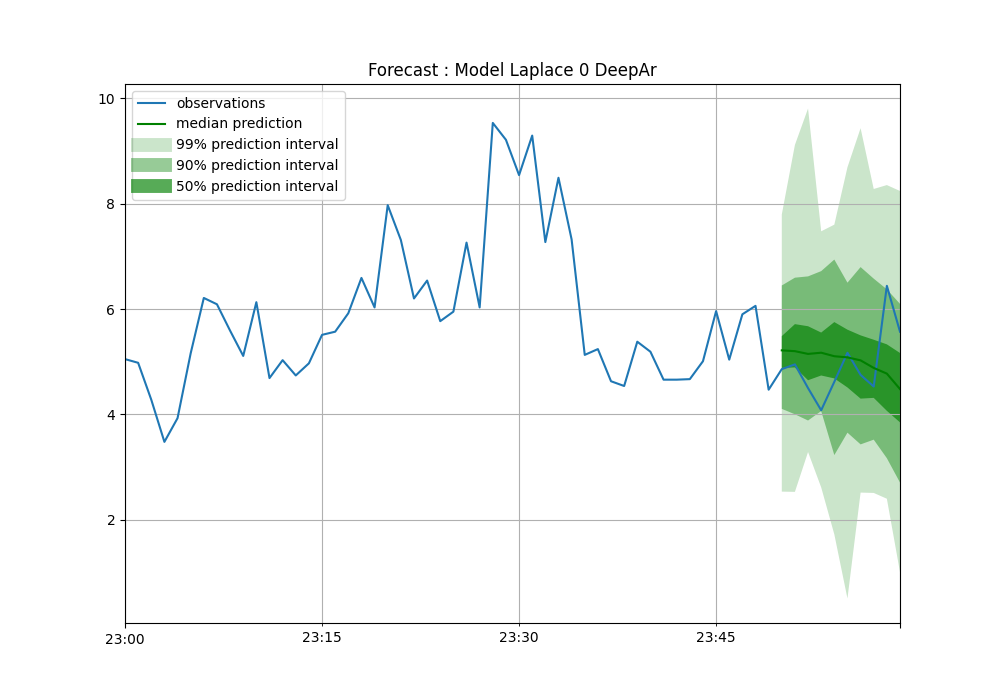 Forecast : Model Laplace 0 DeepAr
observations
median prediction
99% prediction interval
90% prediction interval
50% prediction interval
10
8
6
4
2
23:00
23:15
23:30
23:45